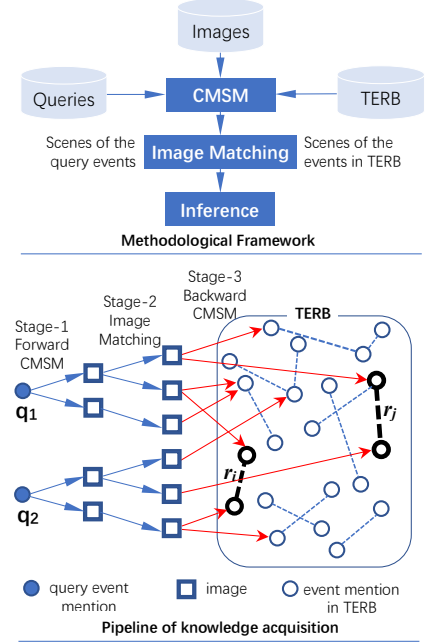 Images
Queries
CMSM
TERB
Scenes of the
query events
Image Matching
Scenes of the
events in TERB
Inference
Methodological Framework
Stage-1
Forward
CMSM
Stage-2
Image
Matching
Stage-3
Backward
CMSM
TERB
q1
q2
ri
rj
query event
mention
image
event mention
in TERB
Pipeline of knowledge acquisition